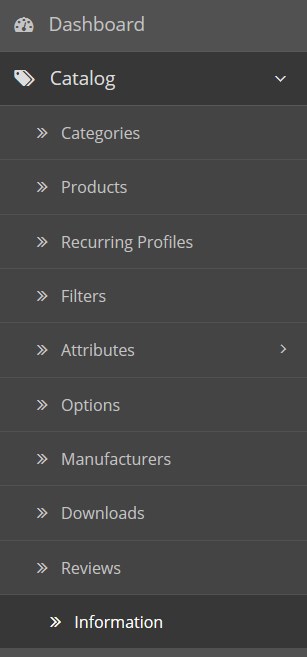 Dashboard
Catalog
Categories
Products
Recurring Profiles
Filters
Attributes
Options
Manufacturers
Downloads
Reviews
Information